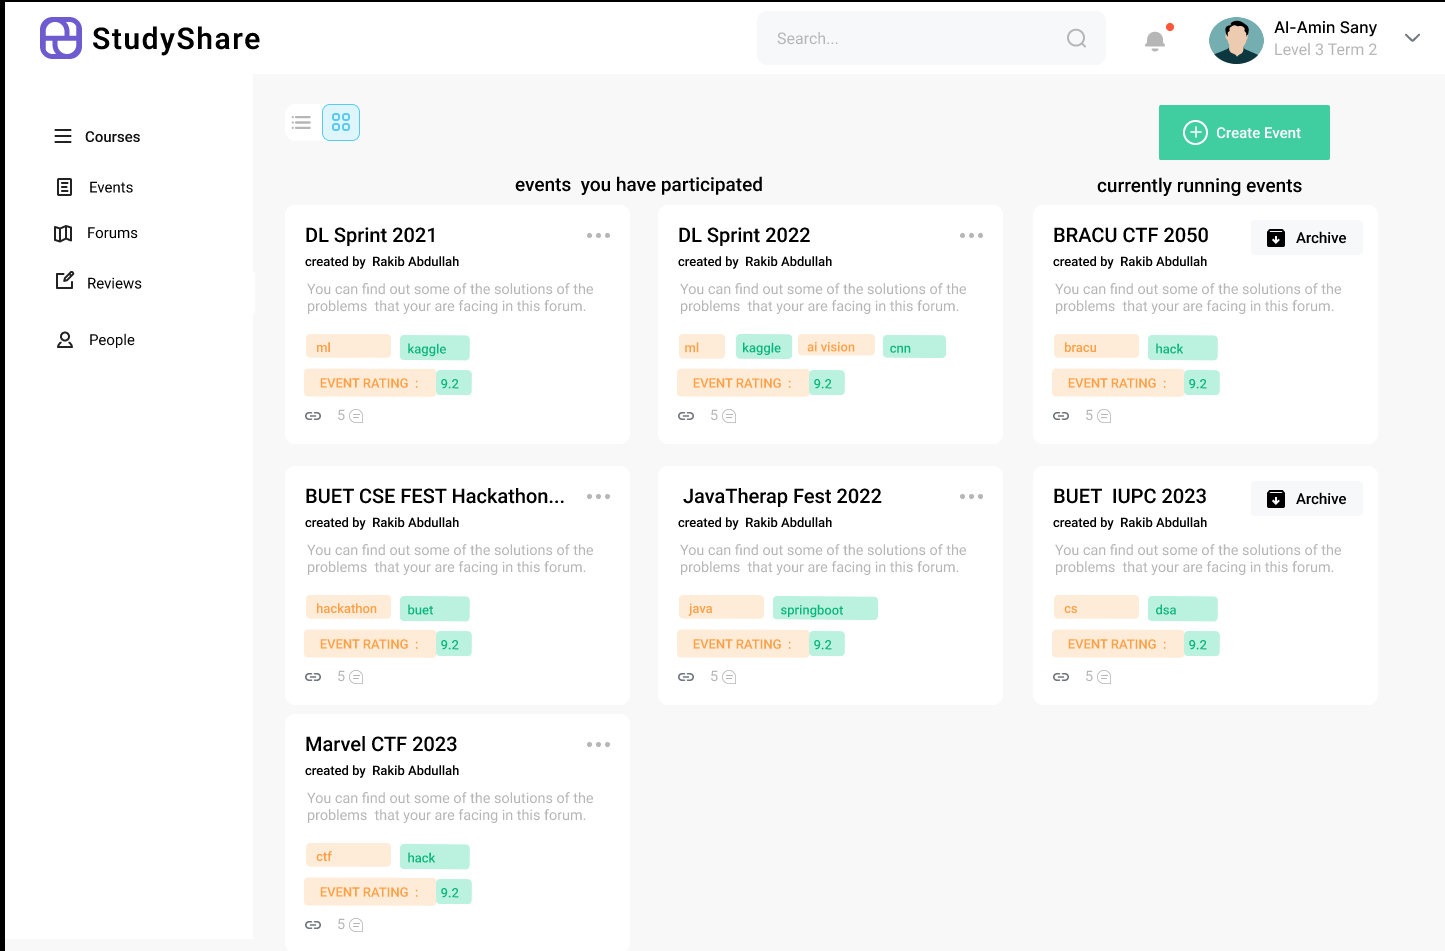 StudyShare
Search...
Al-Amin Sany
Level 3 Term 2
Courses
Events
Forums
Reviews
People
Create Event
events  you have participated
currently running events
DL Sprint 2021
created by  Rakib Abdullah
You can find out some of the solutions of the
problems  that your are facing in this forum.
ml kaggle
EVENT RATING  :  9.2
5
DL Sprint 2022
created by  Rakib Abdullah
You can find out some of the solutions of the
problems  that your are facing in this forum.
ml kaggle ai vision cnn
EVENT RATING  :  9.2
5
BRACU CTF 2050
Archive
created by  Rakib Abdullah
You can find out some of the solutions of the
problems  that your are facing in this forum.
bracu hack
EVENT RATING  :  9.2
5
BUET CSE FEST Hackathon...
created by  Rakib Abdullah
You can find out some of the solutions of the
problems  that your are facing in this forum.
hackathon buet
EVENT RATING  :  9.2
5
JavaTherap Fest 2022
created by  Rakib Abdullah
You can find out some of the solutions of the
problems  that your are facing in this forum.
java springboot
EVENT RATING  :  9.2
5
BUET  IUPC 2023
Archive
created by  Rakib Abdullah
You can find out some of the solutions of the
problems  that your are facing in this forum.
cs dsa
EVENT RATING  :  9.2
5
Marvel CTF 2023
created by  Rakib Abdullah
You can find out some of the solutions of the
problems  that your are facing in this forum.
ctf hack
EVENT RATING  :  9.2
5